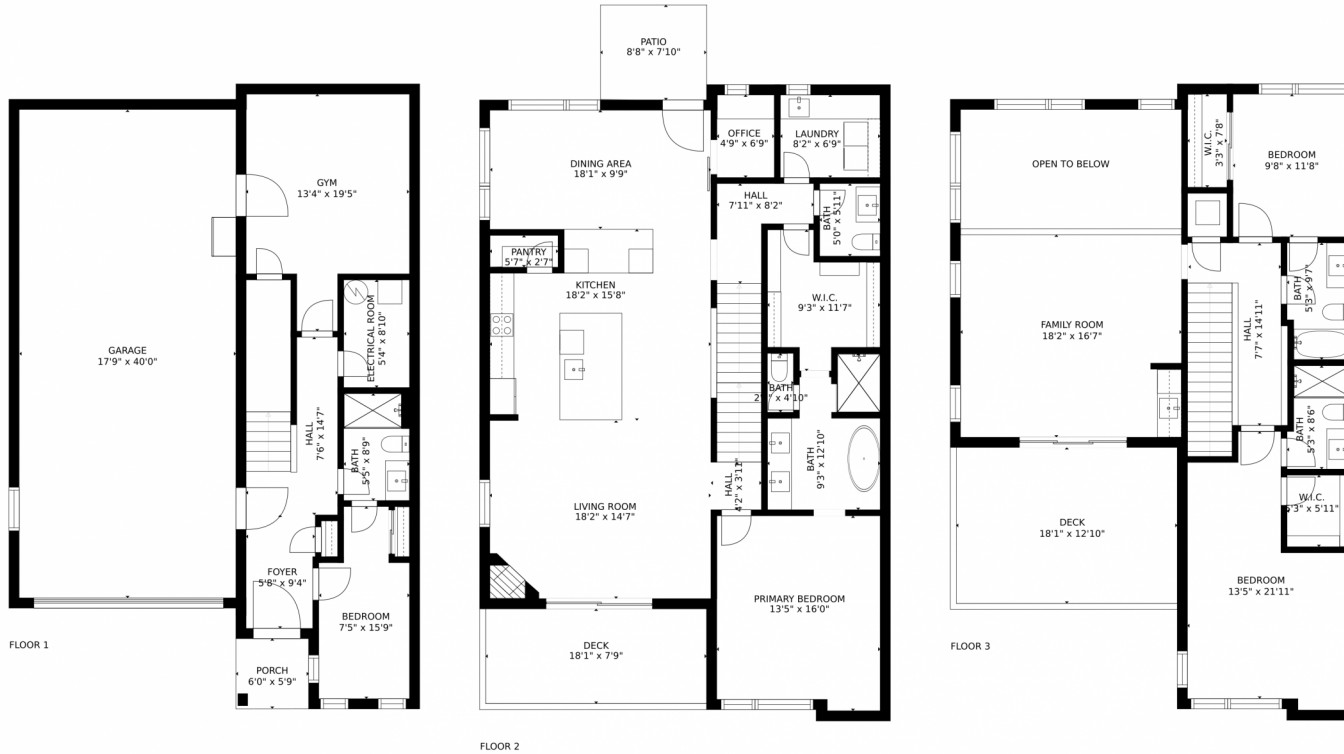 GARAGE
17'9" x 40'0"
GYM
13'4" x 19'5"
ELECTRICAL ROOM
5'4" x 8'10"
HALL
7'6" x 14'7"
BATH
5'5" x 8'9"
FOYER
5'8" x 9'4"
BEDROOM
7'5" x 15'9"
PORCH
6'0" x 5'9"
FLOOR 1
PATIO
8'8" x 7'10"
DINING AREA
18'1" x 9'9"
OFFICE
4'9" x 6'9"
LAUNDRY
8'2" x 6'9"
HALL
7'11" x 8'2"
BATH
5'0" x 5'11"
PANTRY
5'7" x 2'7"
KITCHEN
18'2" x 15'8"
W.I.C.
9'3" x 11'7"
BATH
x 4'10"
BATH
9'3" x 12'10"
LIVING ROOM
18'2" x 14'7"
HALL
4'2" x 3'11"
PRIMARY BEDROOM
13'5" x 16'0"
DECK
18'1" x 7'9"
FLOOR 2
OPEN TO BELOW
W.I.C.
3'3" x 7'8"
BEDROOM
9'8" x 11'8"
FAMILY ROOM
18'2" x 16'7"
HALL
7'7" x 14'11"
BATH
5'3" x 9'7"
BATH
5'3" x 8'6"
W.I.C.
5'3" x 5'11"
DECK
18'1" x 12'10"
BEDROOM
13'5" x 21'11"
FLOOR 3